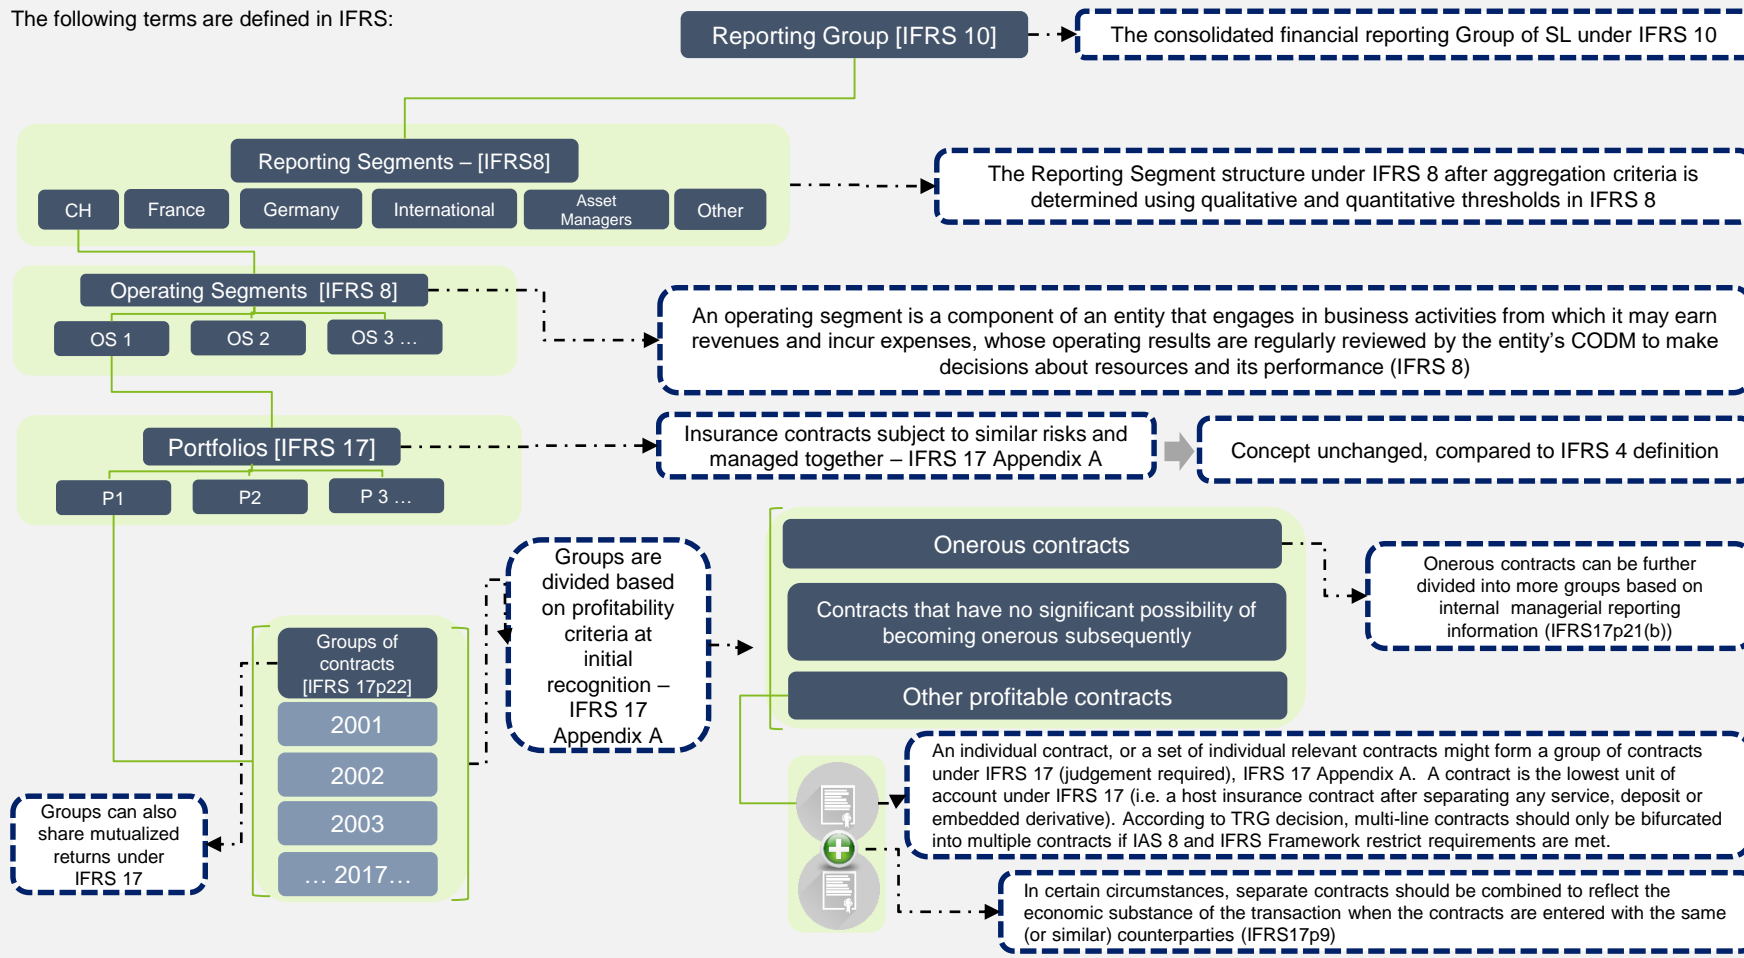 The following terms are defined in IFRS:
Reporting Group [IFRS 10]
The consolidated financial reporting Group of SL under IFRS 10
Reporting Segments – [IFRS8]
CH
France
Germany
International
Asset
Managers
Other
The Reporting Segment structure under IFRS 8 after aggregation criteria is
determined using qualitative and quantitative thresholds in IFRS 8
Operating Segments [IFRS 8]
OS 1
OS 2
OS 3 …
An operating segment is a component of an entity that engages in business activities from which it may earn
revenues and incur expenses, whose operating results are regularly reviewed by the entity's CODM to make
decisions about resources and its performance (IFRS 8)
Portfolios [IFRS 17]
P1
P2
P 3 …
Insurance contracts subject to similar risks and
managed together – IFRS 17 Appendix A
Concept unchanged, compared to IFRS 4 definition
Groups of
contracts
[IFRS 17p22]
2001
2002
2003
… 2017…
Groups can also
share mutualized
returns under
IFRS 17
Groups are
divided based
on profitability
criteria at
initial
recognition –
IFRS 17
Appendix A
Onerous contracts
Contracts that have no significant possibility of
becoming onerous subsequently
Other profitable contracts
Onerous contracts can be further
divided into more groups based on
internal managerial reporting
information (IFRS17p21(b))
An individual contract, or a set of individual relevant contracts might form a group of contracts
under IFRS 17 (judgement required), IFRS 17 Appendix A. A contract is the lowest unit of
account under IFRS 17 (i.e. a host insurance contract after separating any service, deposit or
embedded derivative). According to TRG decision, multi-line contracts should only be bifurcated
into multiple contracts if IAS 8 and IFRS Framework restrict requirements are met.
In certain circumstances, separate contracts should be combined to reflect the
economic substance of the transaction when the contracts are entered with the same
(or similar) counterparties (IFRS17p9)